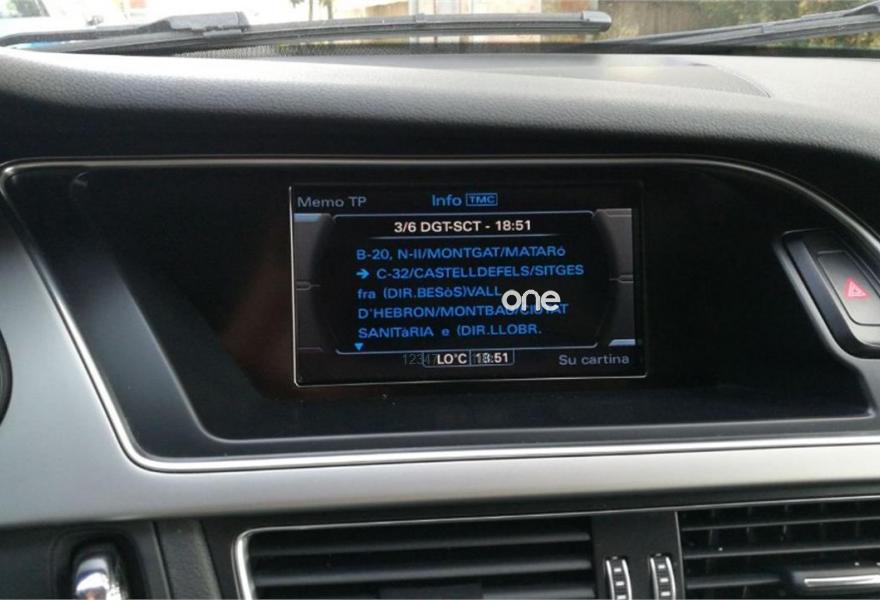 Memo TP Info TMC
3/6 DGT-SCT - 18:51
B-20, N-II/MONTGAT/MATARó
➔ C-32/CASTELLDEFELS/SITGES
fra (DIR.BESòS)VALL
one
D'HEBRON/MONTBAU/CIUTAT
SANITàRIA e (DIR.LLOBR.
LO°C 18:51 Su cartina